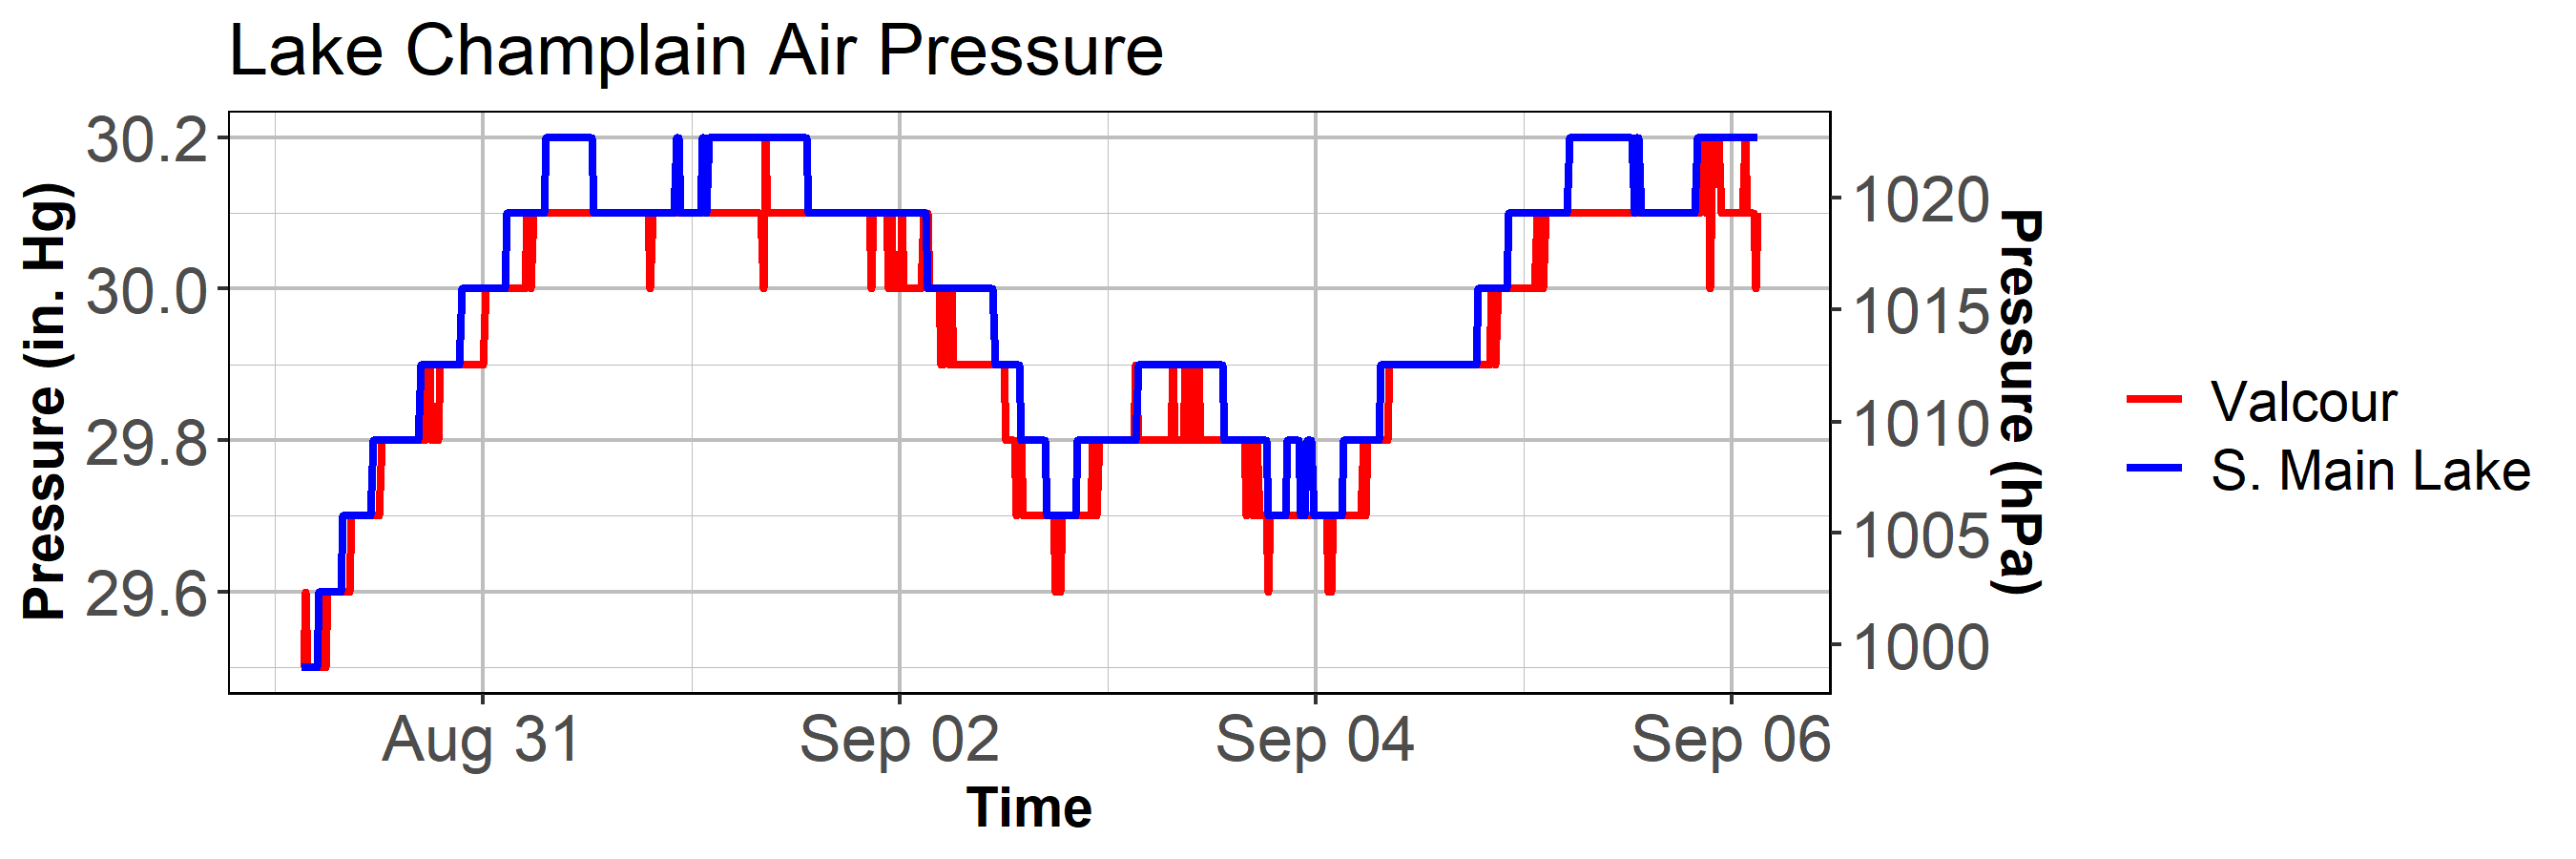 Lake Champlain Air Pressure
Pressure (in. Hg)
30.2
30.0
29.8
29.6
1020
1015
1010
1005
1000
Pressure (hPa)
Aug 31
Sep 02
Sep 04
Sep 06
Time
Valcour
S. Main Lake